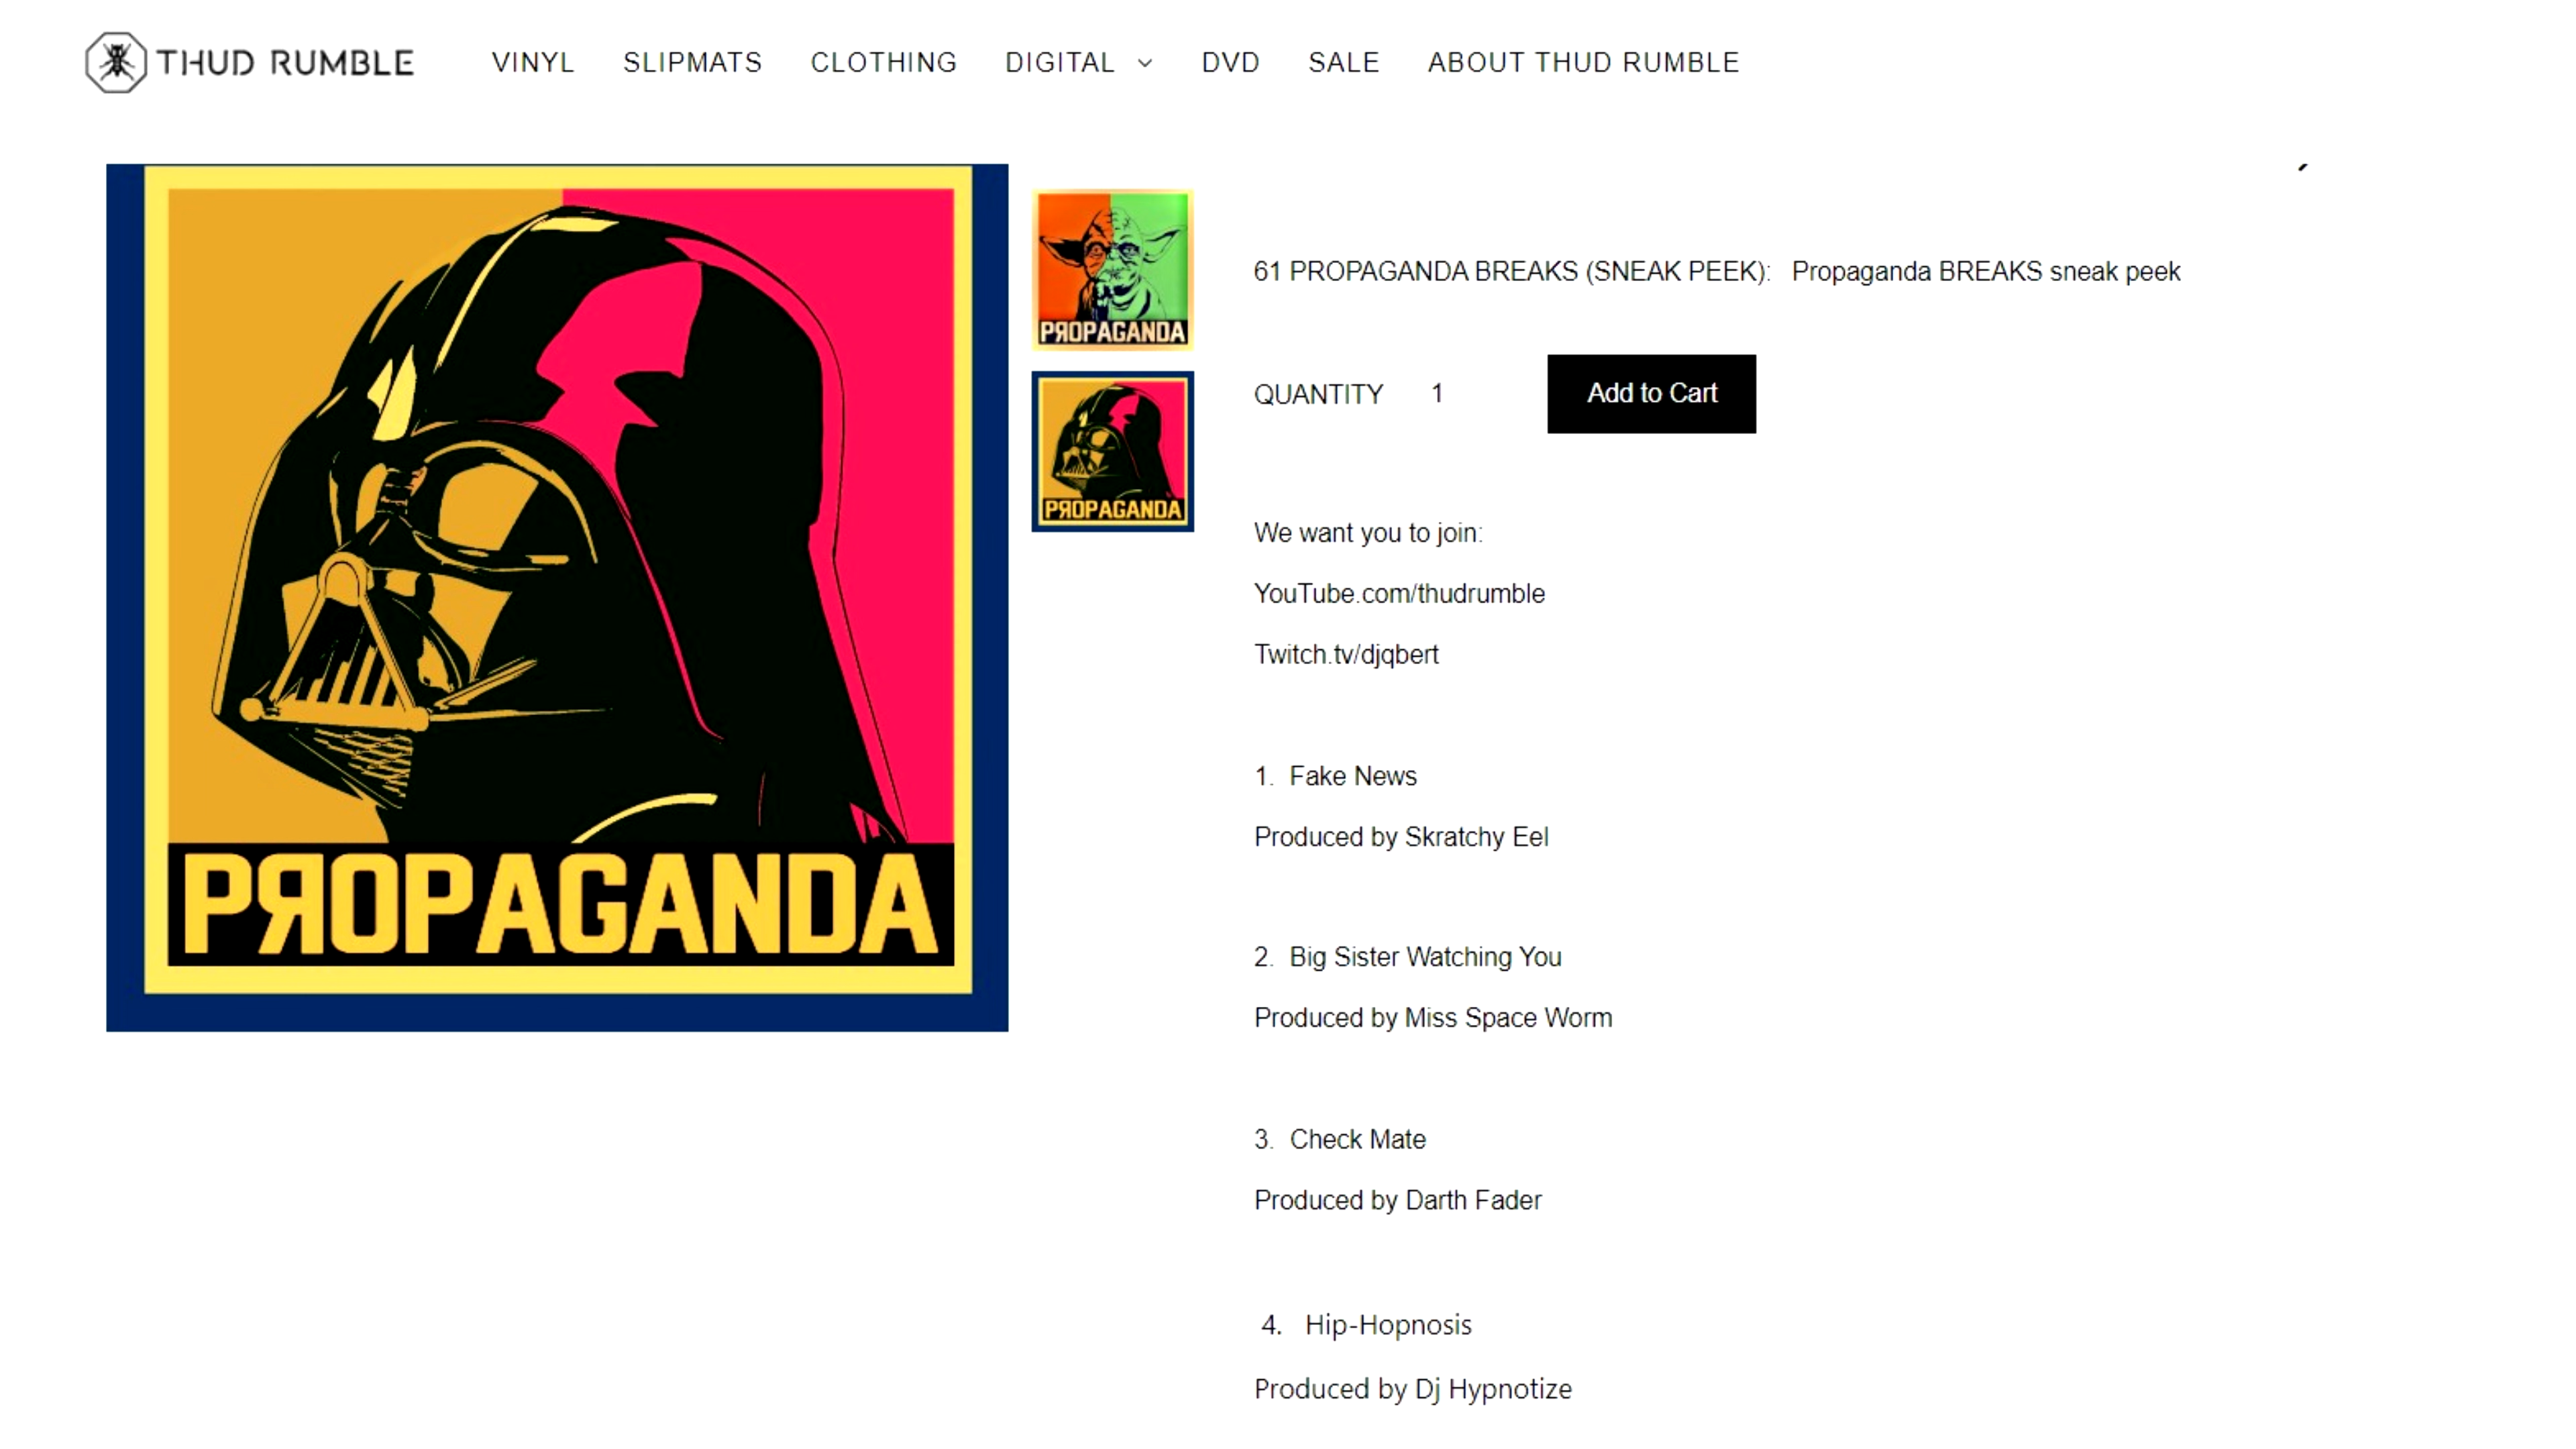 THUD RUMBLE
VINYL SLIPMATS CLOTHING DIGITAL DVD SALE ABOUT THUD RUMBLE
PЯOPAGANDA
PЯOPAGANDA
PЯOPAGANDA
61 PROPAGANDA BREAKS (SNEAK PEEK): Propaganda BREAKS sneak peek
QUANTITY 1 Add to Cart
We want you to join:
YouTube.com/thudrumble
Twitch.tv/djqbert
1. Fake News
Produced by Skratchy Eel
2. Big Sister Watching You
Produced by Miss Space Worm
3. Check Mate
Produced by Darth Fader
4. Hip-Hopnosis
Produced by Dj Hypnotize